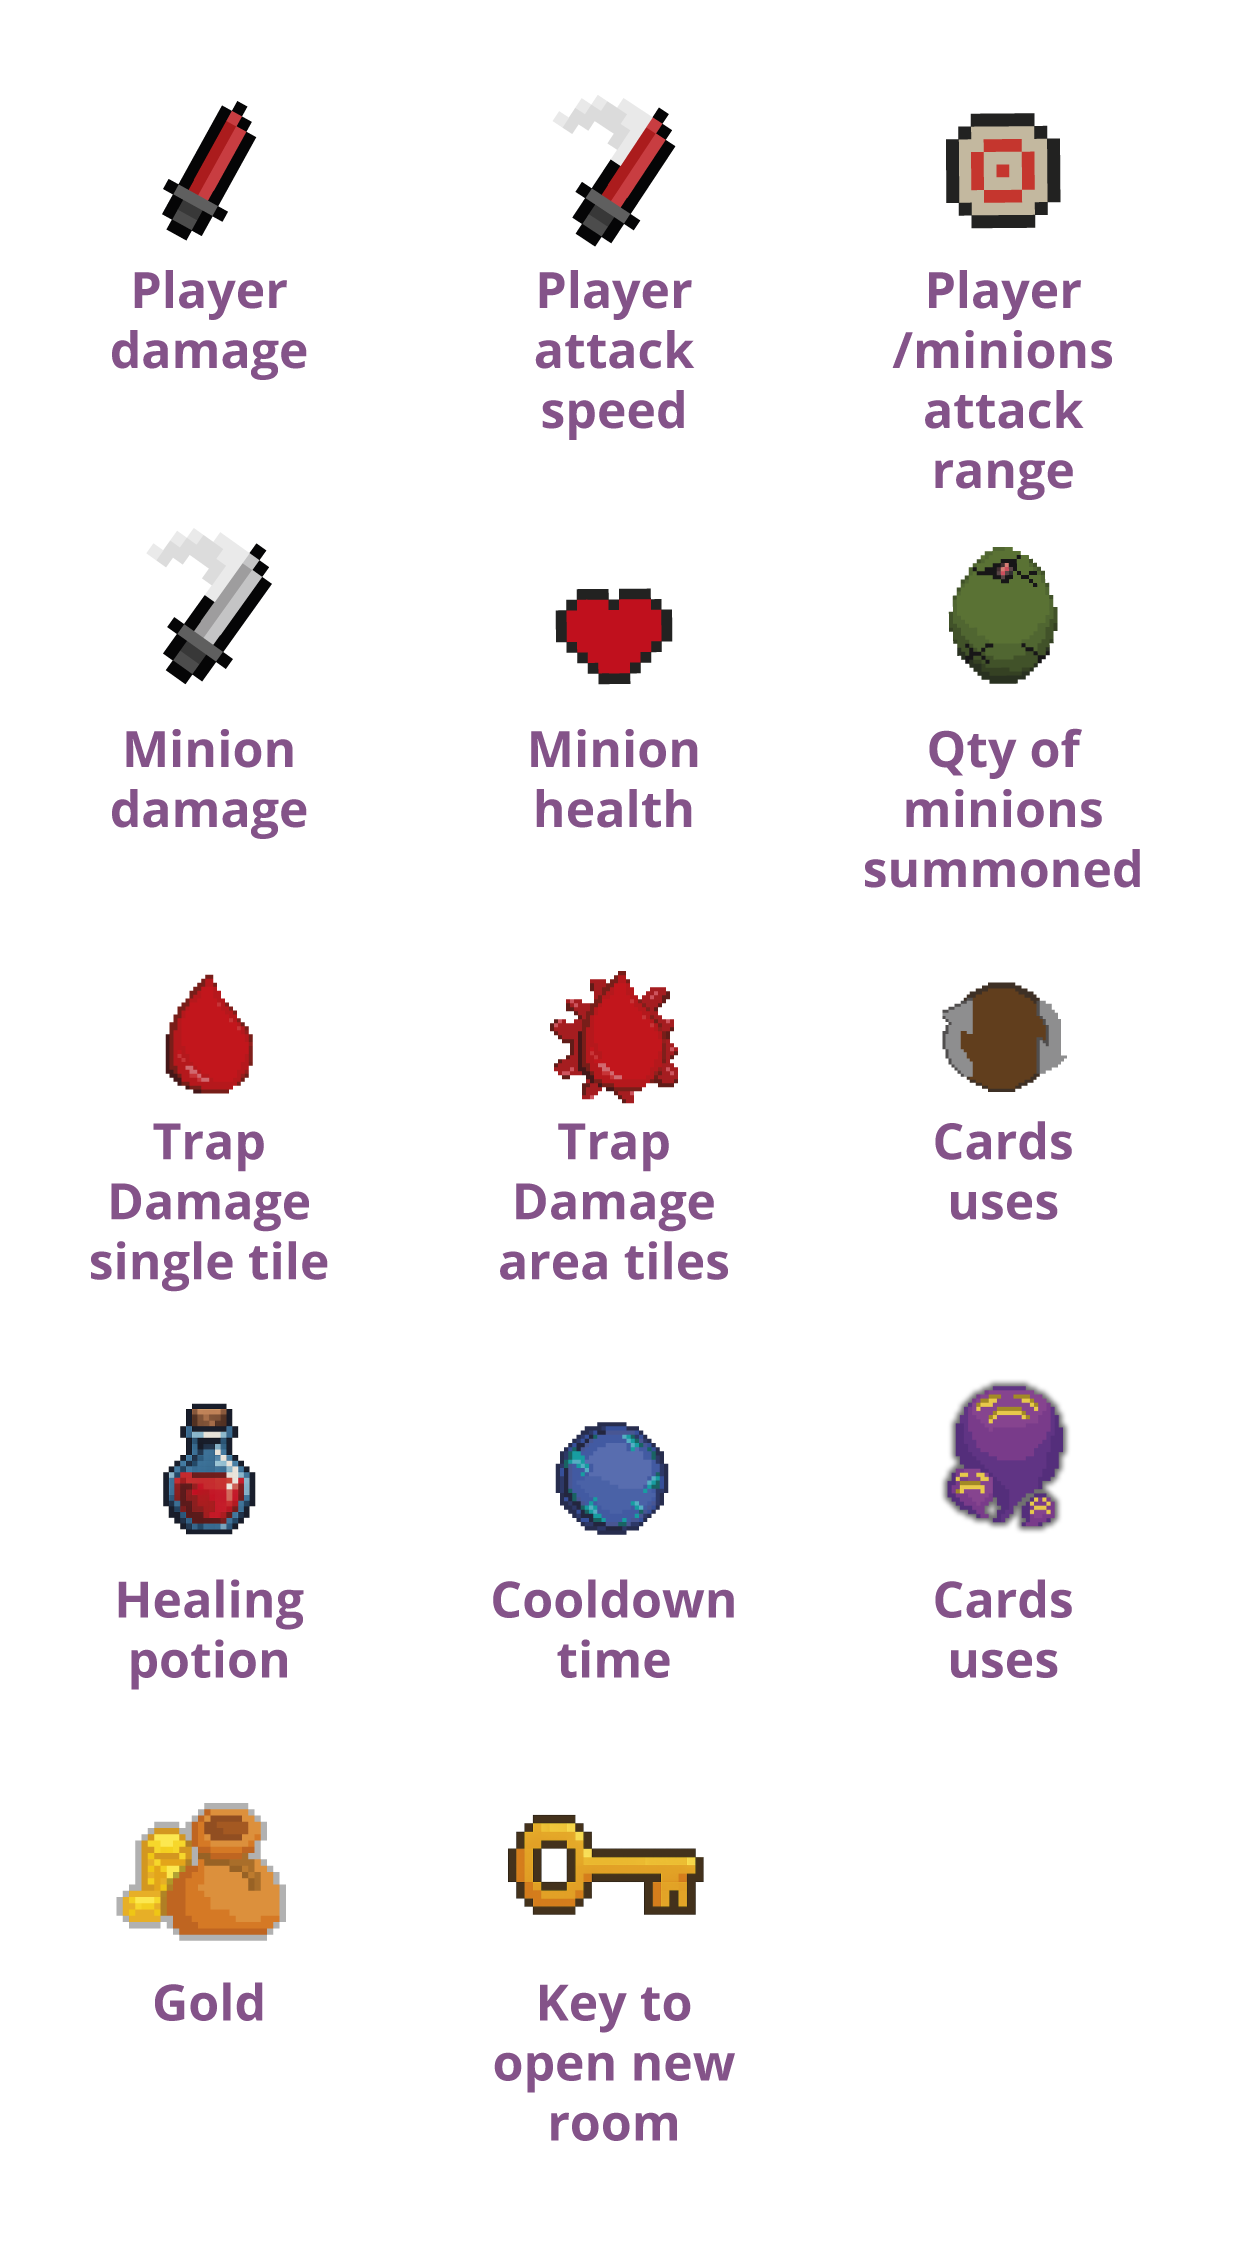 Player
damage
Player
attack
speed
Player
/minions
attack
range
Minion
damage
Minion
health
Qty of
minions
summoned
Trap
Damage
single tile
Trap
Damage
area tiles
Cards
uses
Healing
potion
Cooldown
time
Cards
uses
Gold
Key to
open new
room